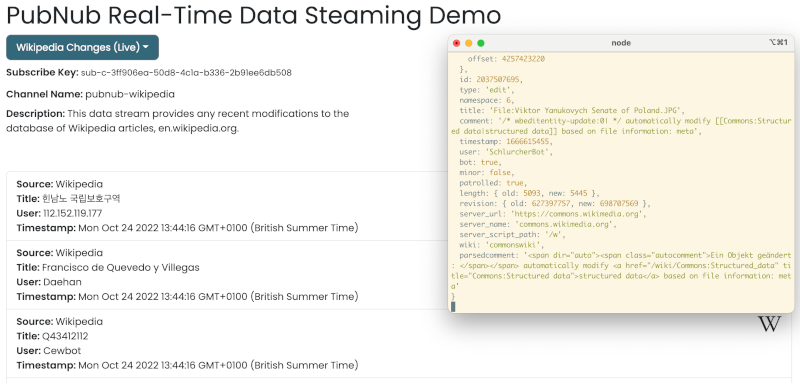 PubNub Real-Time Data Steaming Demo
Wikipedia Changes (Live)
Subscribe Key: sub-c-3ff906ea-50d8-4c1a-b336-2b91ee6db508
Channel Name: pubnub-wikipedia
Description: This data stream provides any recent modifications to the
database of Wikipedia articles, en.wikipedia.org.
Source: Wikipedia
Title: 힌남노 국립보호구역
User: 112.152.119.177
Timestamp: Mon Oct 24 2022 13:44:16 GMT+0100 (British Summer Time)
Source: Wikipedia
Title: Francisco de Quevedo y Villegas
User: Daehan
Timestamp: Mon Oct 24 2022 13:44:16 GMT+0100 (British Summer Time)
Source: Wikipedia
Title: Q43412112
User: Cewbot
Timestamp: Mon Oct 24 2022 13:44:16 GMT+0100 (British Summer Time)
W
node
⌥⌘1
offset: 4257423220
},
id: 2037507695,
type: 'edit',
namespace: 6,
title: 'File:Viktor Yanukovych Senate of Poland.JPG',
comment: '/* wbeditentity-update:0| */ automatically modify [[Commons:Structur
ed data|structured data]] based on file information: meta',
timestamp: 1666615455,
user: 'SchlurcherBot',
bot: true,
minor: false,
patrolled: true,
length: { old: 5093, new: 5445 },
revision: { old: 627397757, new: 698707569 },
server_url: 'https://commons.wikimedia.org',
server_name: 'commons.wikimedia.org',
server_script_path: '/w',
wiki: 'commonswiki',
parsedcomment: '<span dir="auto"><span class="autocomment">Ein Objekt geändert
: </span></span> automatically modify <a href="/wiki/Commons:Structured_data" ti
tle="Commons:Structured data">structured data</a> based on file information: met
a'
}